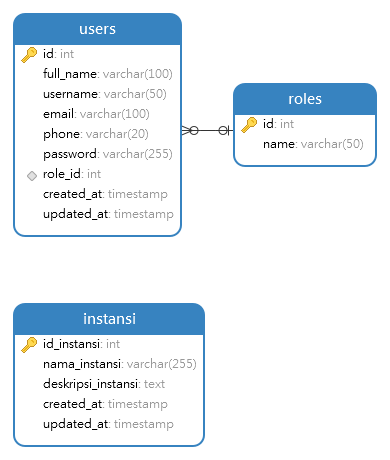 users
id: int
full_name: varchar(100)
username: varchar(50)
email: varchar(100)
phone: varchar(20)
password: varchar(255)
role_id: int
created_at: timestamp
updated_at: timestamp
roles
id: int
name: varchar(50)
instansi
id_instansi: int
nama_instansi: varchar(255)
deskripsi_instansi: text
created_at: timestamp
updated_at: timestamp